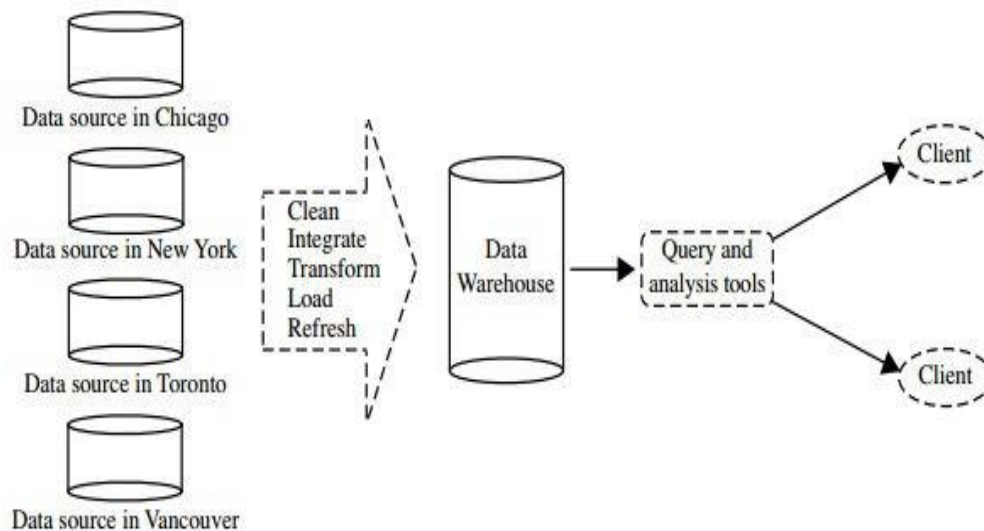 Data source in Chicago
Data source in New York
Data source in Toronto
Data source in Vancouver
Clean
Integrate
Transform
Load
Refresh
Data
Warehouse
Query and
analysis tools
Client
Client